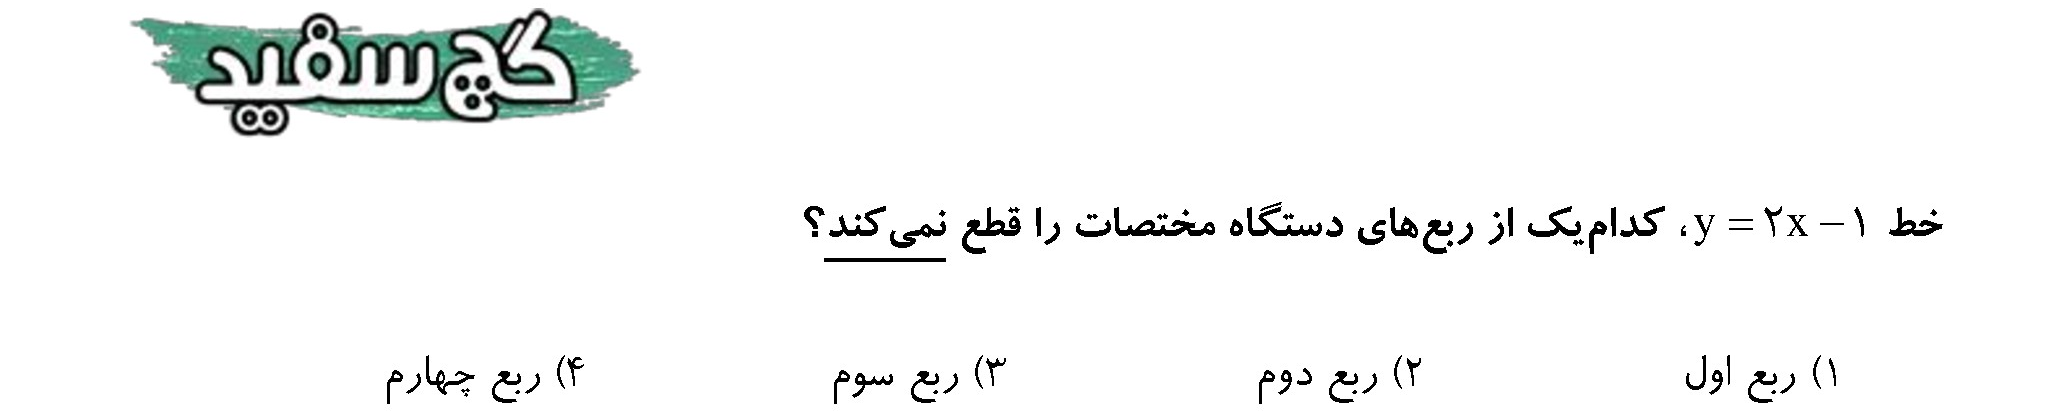 گچ سفید
خط y = ۲x − ۱، کدام‌یک از ربع‌های دستگاه مختصات را قطع نمی‌کند؟
۱) ربع اول ۲) ربع دوم ۳) ربع سوم ۴) ربع چهارم